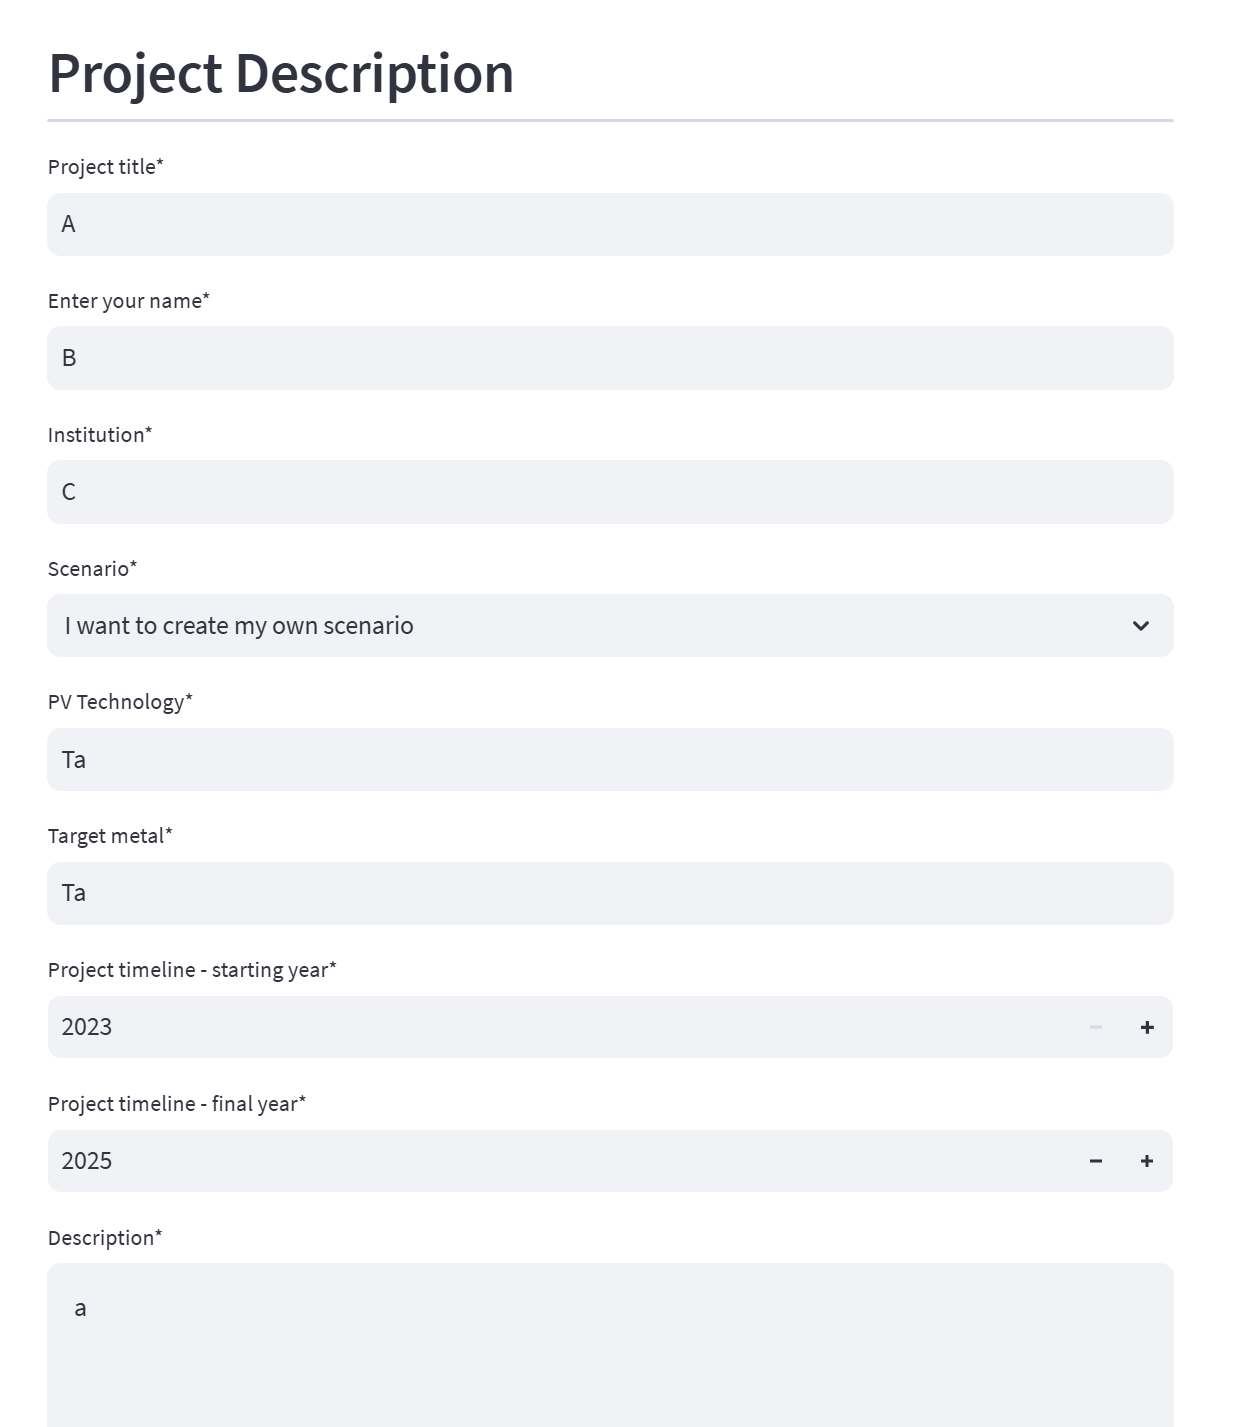 Project Description
Project title*
A
Enter your name*
B
Institution*
C
Scenario*
I want to create my own scenario
PV Technology*
Ta
Target metal*
Ta
Project timeline - starting year*
2023
Project timeline - final year*
2025
Description*
a